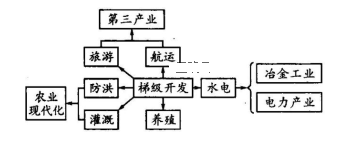 第三产业
旅游 航运
冶金工业
防洪 梯级开发 水电
农业
现代化
电力产业
灌溉 养殖